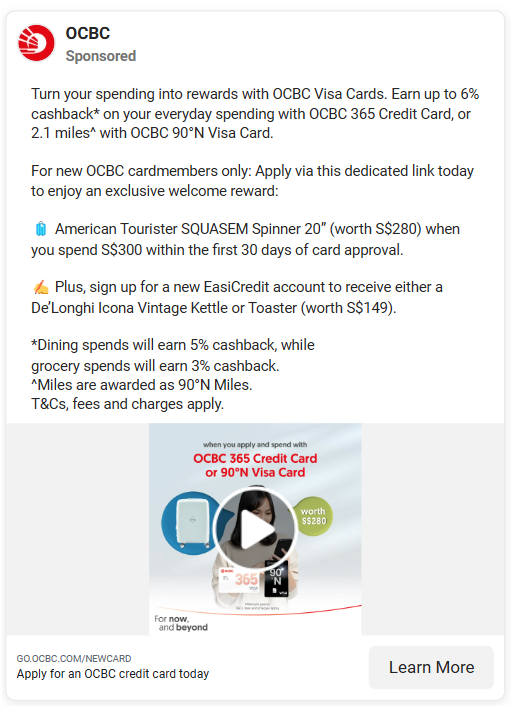 OCBC
Sponsored
Turn your spending into rewards with OCBC Visa Cards. Earn up to 6%
cashback* on your everyday spending with OCBC 365 Credit Card, or
2.1 miles^ with OCBC 90°N Visa Card.
For new OCBC cardmembers only: Apply via this dedicated link today
to enjoy an exclusive welcome reward:
🧳 American Tourister SQUASEM Spinner 20” (worth S$280) when
you spend S$300 within the first 30 days of card approval.
✍️ Plus, sign up for a new EasiCredit account to receive either a
De’Longhi Icona Vintage Kettle or Toaster (worth S$149).
*Dining spends will earn 5% cashback, while
grocery spends will earn 3% cashback.
^Miles are awarded as 90°N Miles.
T&Cs, fees and charges apply.
when you apply and spend with
OCBC 365 Credit Card
or 90°N Visa Card
worth
S$280
OCBC
365
VISA
90°
N
VISA
For now,
and beyond
GO.OCBC.COM/NEWCARD
Apply for an OCBC credit card today
Learn More